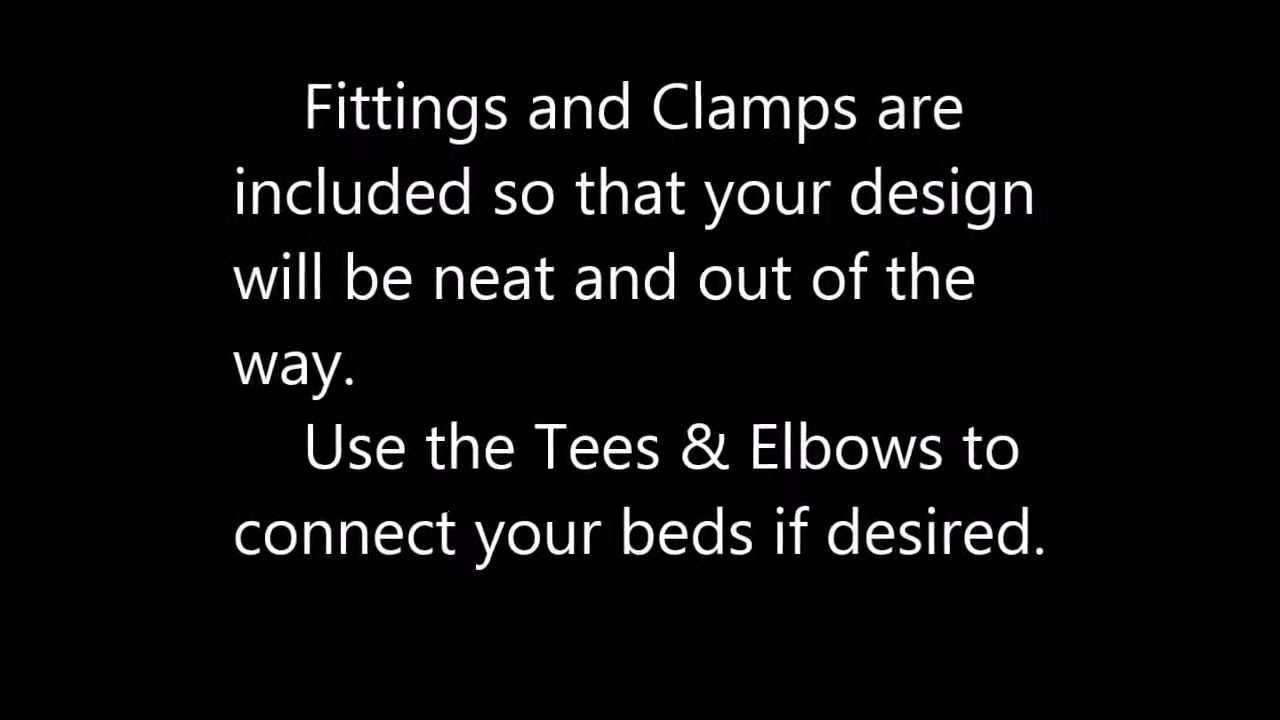 Fittings and Clamps are
included so that your design
will be neat and out of the
way.
Use the Tees & Elbows to
connect your beds if desired.